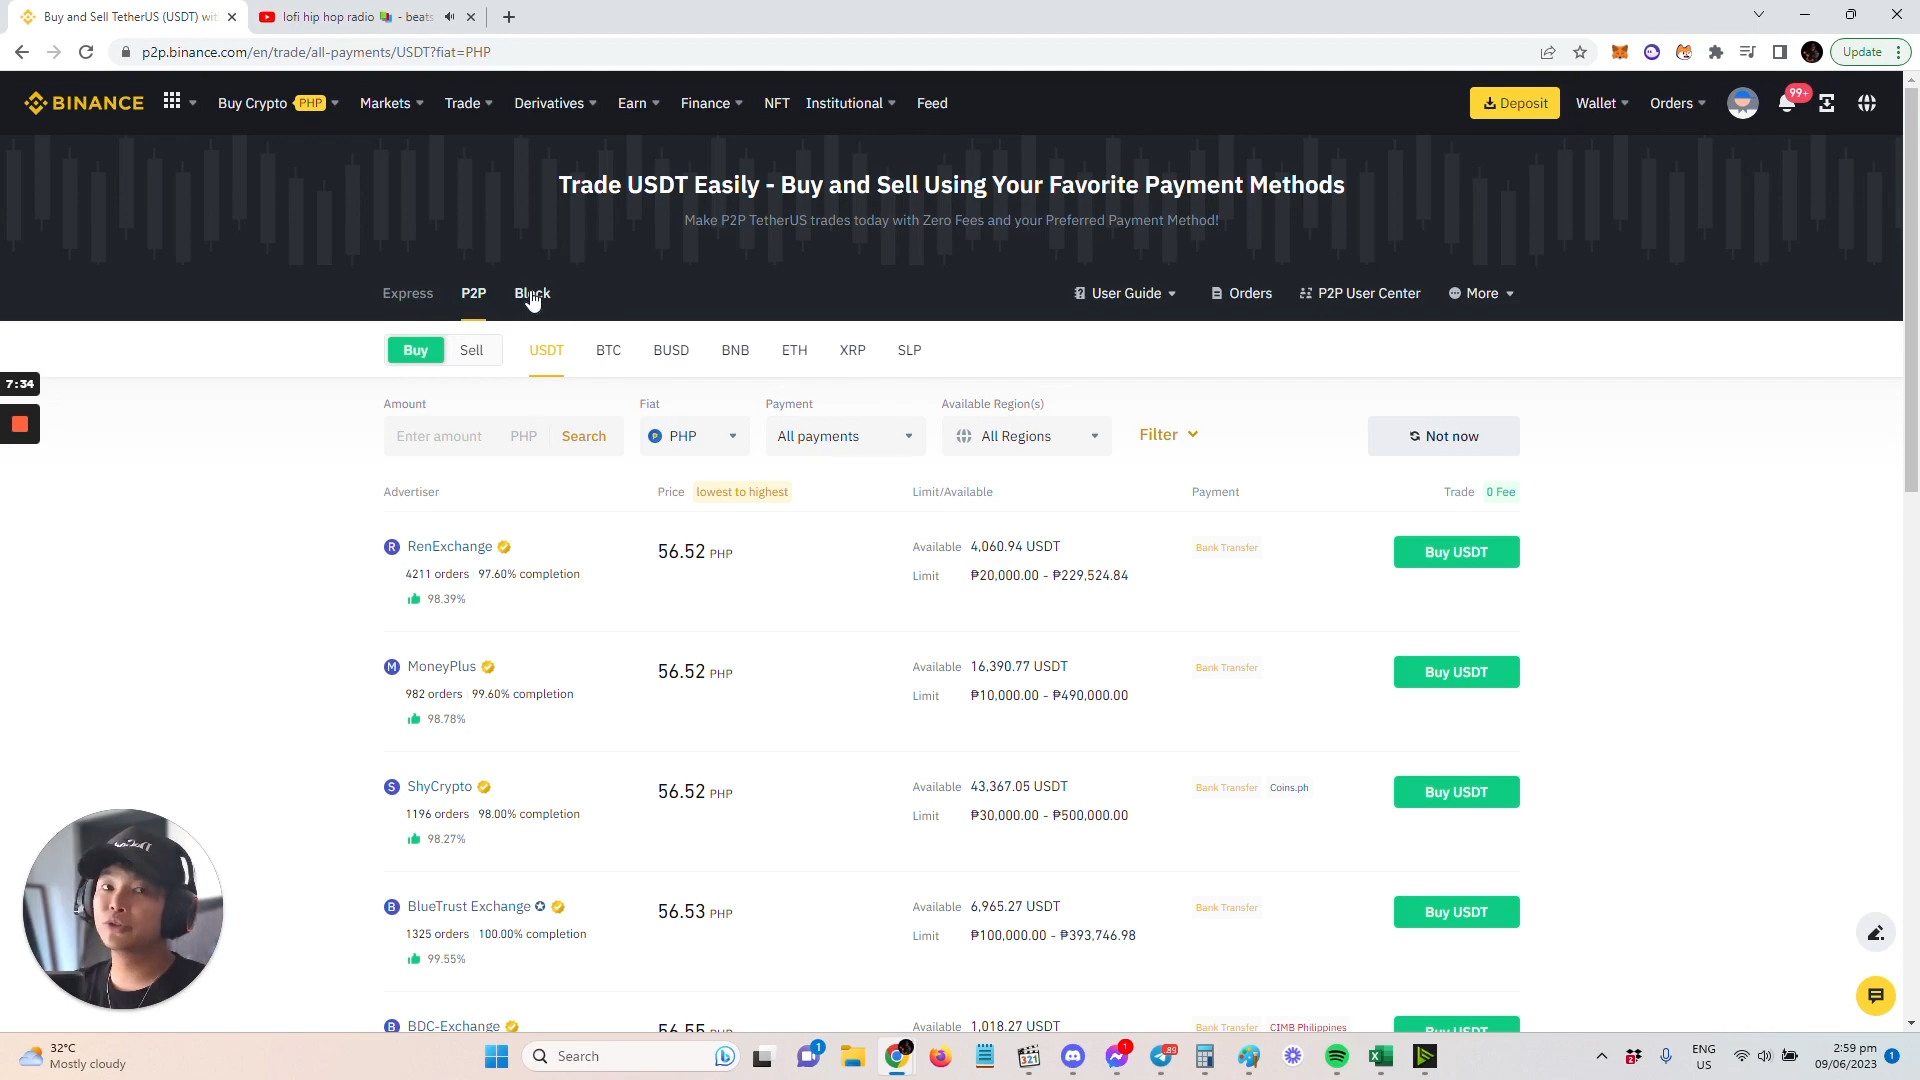 Buy and Sell TetherUS (USDT) wit
lofi hip hop radio 📚 - beats
p2p.binance.com/en/trade/all-payments/USDT?fiat=PHP
Update
BINANCE
Buy Crypto PHP
Markets
Trade
Derivatives
Earn
Finance
NFT
Institutional
Feed
Deposit
Wallet
Orders
99+
Trade USDT Easily - Buy and Sell Using Your Favorite Payment Methods
Make P2P TetherUS trades today with Zero Fees and your Preferred Payment Method!
Express P2P Block
User Guide Orders P2P User Center More
Buy Sell USDT BTC BUSD BNB ETH XRP SLP
7:34
Amount Fiat Payment Available Region(s)
Enter amount PHP Search PHP All payments All Regions Filter Not now
Advertiser Price lowest to highest Limit/Available Payment Trade 0 Fee
R RenExchange 56.52 PHP Available 4,060.94 USDT Bank Transfer Buy USDT
4211 orders 97.60% completion Limit ₱20,000.00 - ₱229,524.84
98.39%
M MoneyPlus 56.52 PHP Available 16,390.77 USDT Bank Transfer Buy USDT
982 orders 99.60% completion Limit ₱10,000.00 - ₱490,000.00
98.78%
S ShyCrypto 56.52 PHP Available 43,367.05 USDT Bank Transfer Coins.ph Buy USDT
1196 orders 98.00% completion Limit ₱30,000.00 - ₱500,000.00
98.27%
B BlueTrust Exchange 56.53 PHP Available 6,965.27 USDT Bank Transfer Buy USDT
1325 orders 100.00% completion Limit ₱100,000.00 - ₱393,746.98
99.55%
B BDC-Exchange 56.55 PHP Available 1,018.27 USDT Bank Transfer CIMB Philippines Buy USDT
32°C
Mostly cloudy
Search
1
321
1
89
ENG
US
2:59 pm
09/06/2023
1